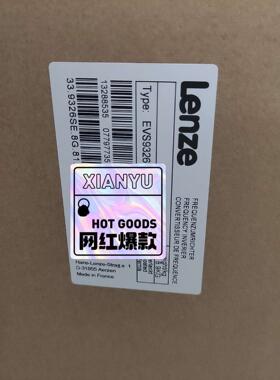 Lenze
FREQUENZUMRICHTER
FREQUENCY INVERTER
CONVERTISSEUR DE FREQUENCE
Type: EVS9326
13288535
33.9326SE.8G.81
XIANYU
HOT GOODS
网红爆款
Hans-Lenze-Straße 1
D-31855 Aerzen
Made in France